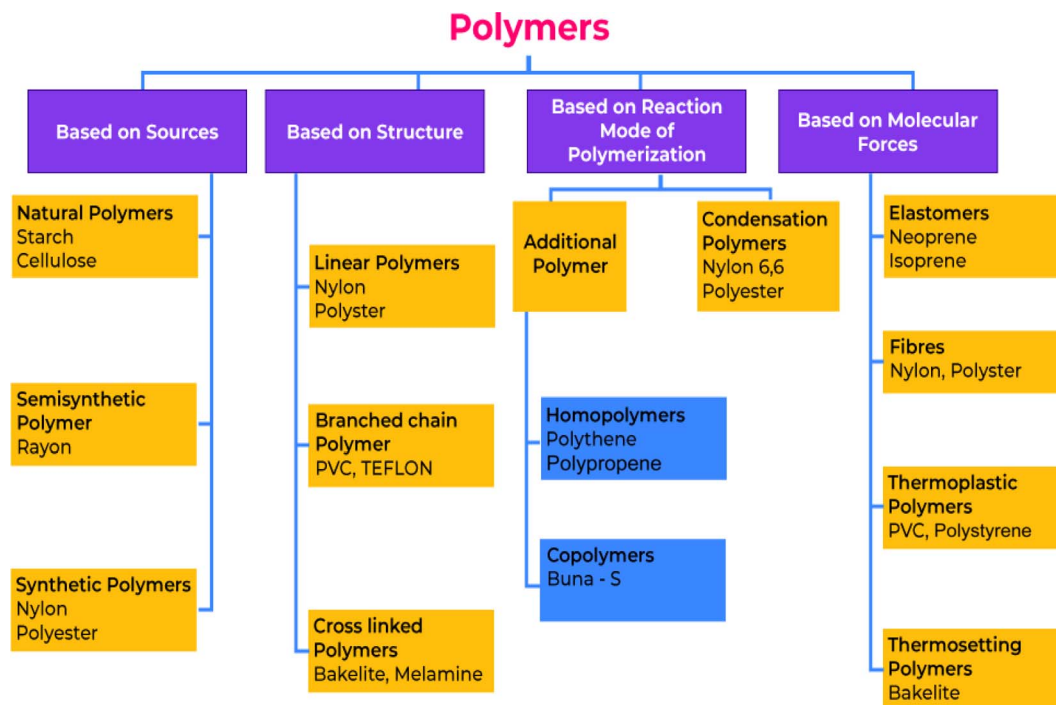 Polymers
Based on Sources
Natural Polymers
Starch
Cellulose
Semisynthetic
Polymer
Rayon
Synthetic Polymers
Nylon
Polyester
Based on Structure
Linear Polymers
Nylon
Polyster
Branched chain
Polymer
PVC, TEFLON
Cross linked
Polymers
Bakelite, Melamine
Based on Reaction
Mode of
Polymerization
Additional
Polymer
Homopolymers
Polythene
Polypropene
Copolymers
Buna - S
Condensation
Polymers
Nylon 6,6
Polyester
Based on Molecular
Forces
Elastomers
Neoprene
Isoprene
Fibres
Nylon, Polyster
Thermoplastic
Polymers
PVC, Polystyrene
Thermosetting
Polymers
Bakelite